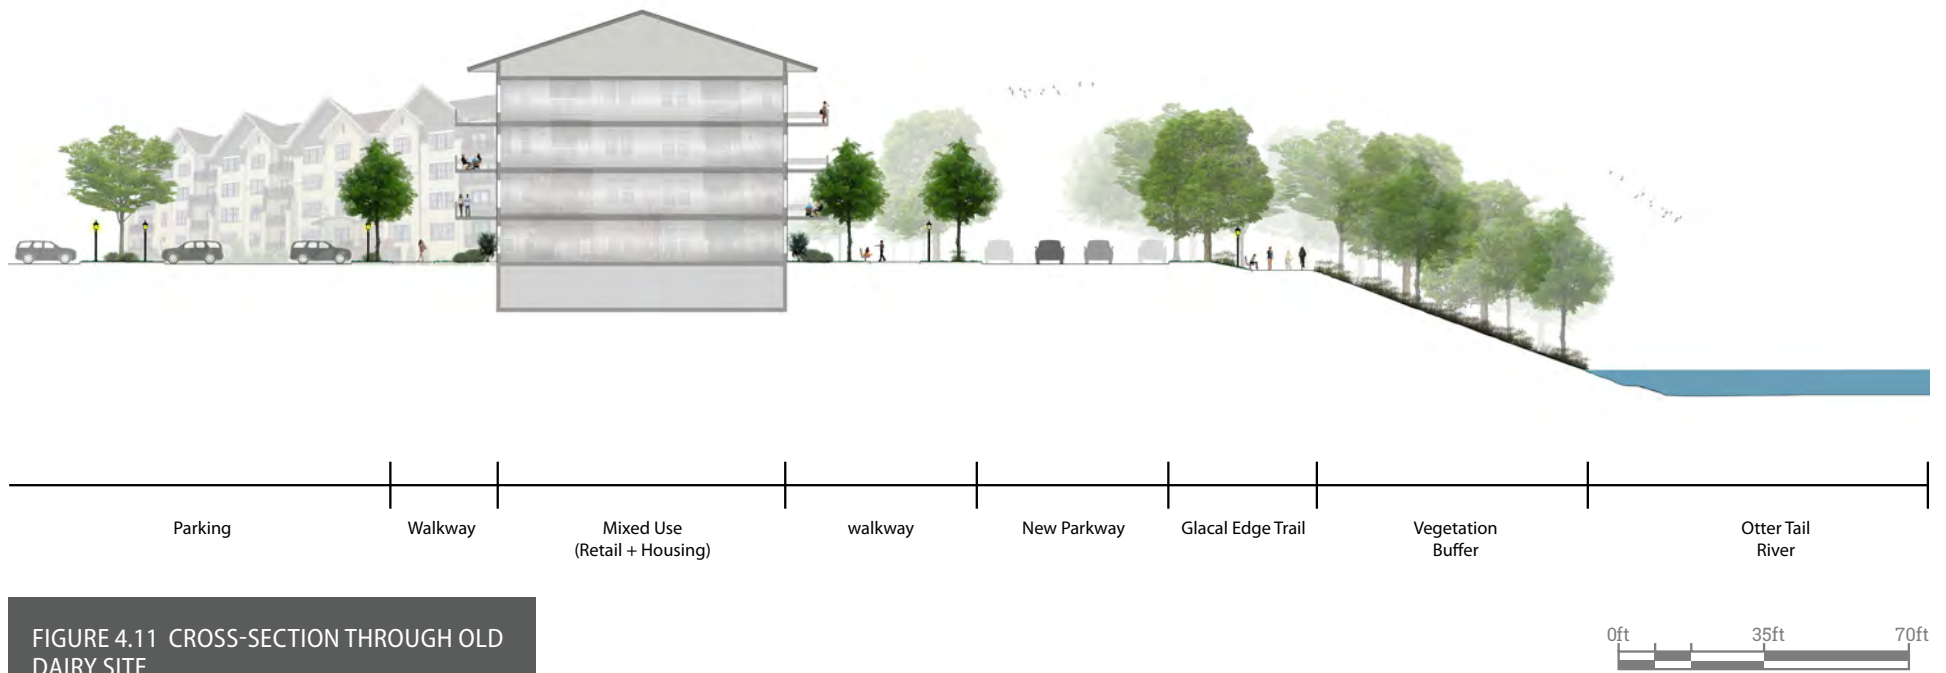 Parking
Walkway
Mixed Use
(Retail + Housing)
walkway
New Parkway
Glacal Edge Trail
Vegetation
Buffer
Otter Tail
River
FIGURE 4.11 CROSS-SECTION THROUGH OLD
DAIRY SITE
0ft 35ft 70ft